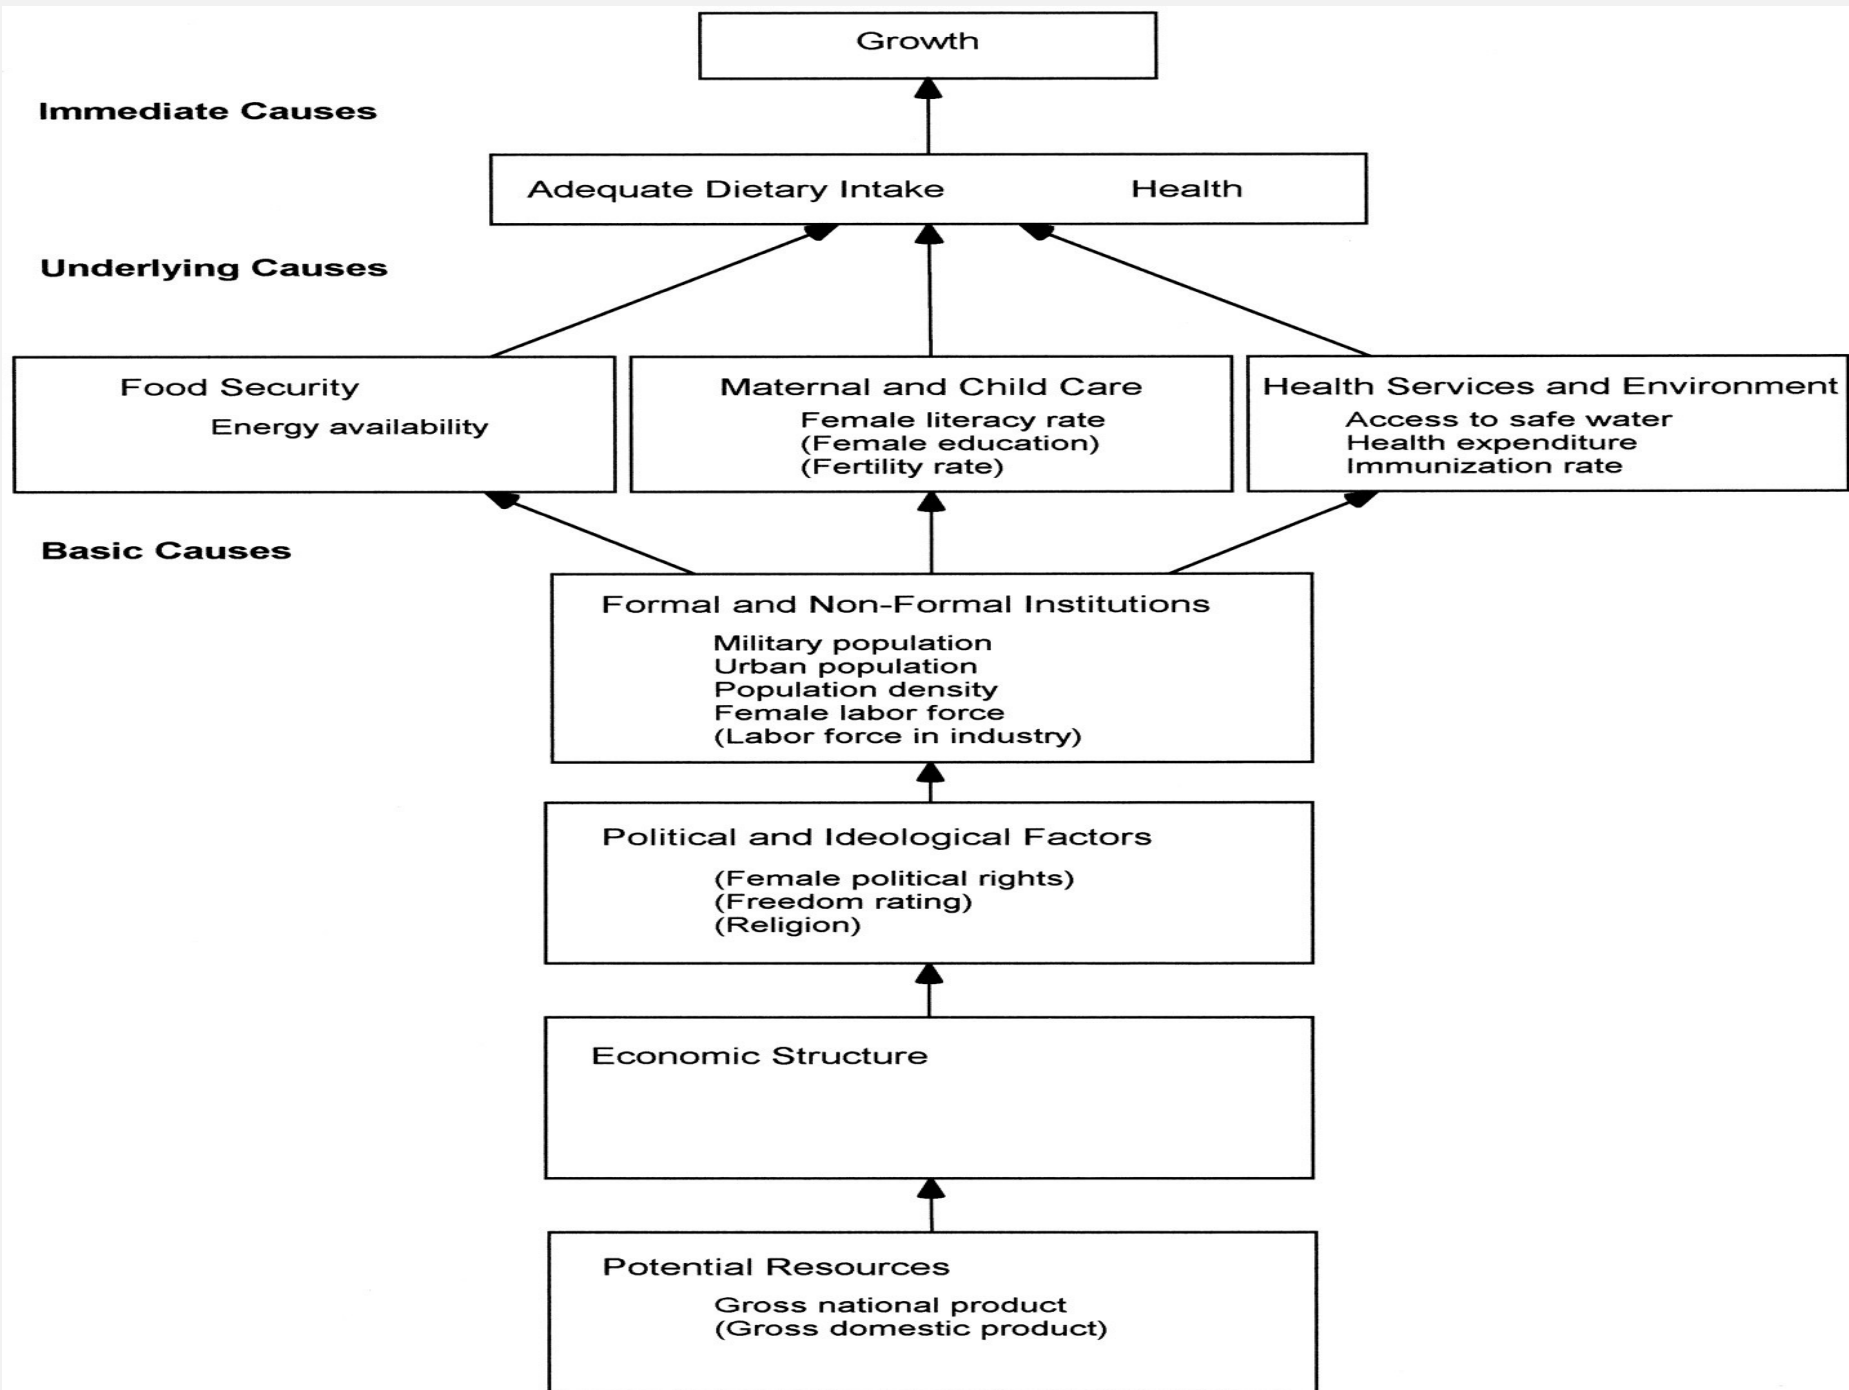 Growth
Immediate Causes
Adequate Dietary Intake Health
Underlying Causes
Food Security
Energy availability
Maternal and Child Care
Female literacy rate
(Female education)
(Fertility rate)
Health Services and Environment
Access to safe water
Health expenditure
Immunization rate
Basic Causes
Formal and Non-Formal Institutions
Military population
Urban population
Population density
Female labor force
(Labor force in industry)
Political and Ideological Factors
(Female political rights)
(Freedom rating)
(Religion)
Economic Structure
Potential Resources
Gross national product
(Gross domestic product)